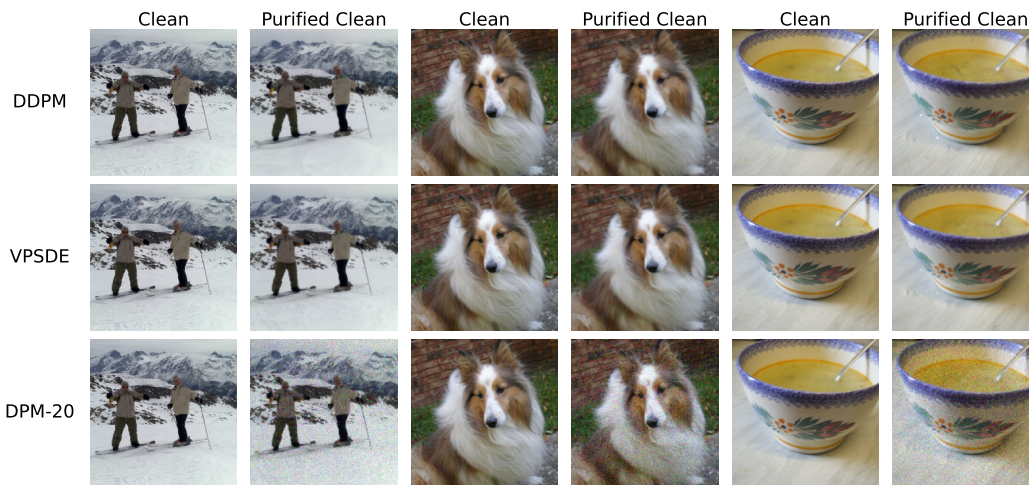 Clean Purified Clean Clean Purified Clean Clean Purified Clean
DDPM
VPSDE
DPM-20